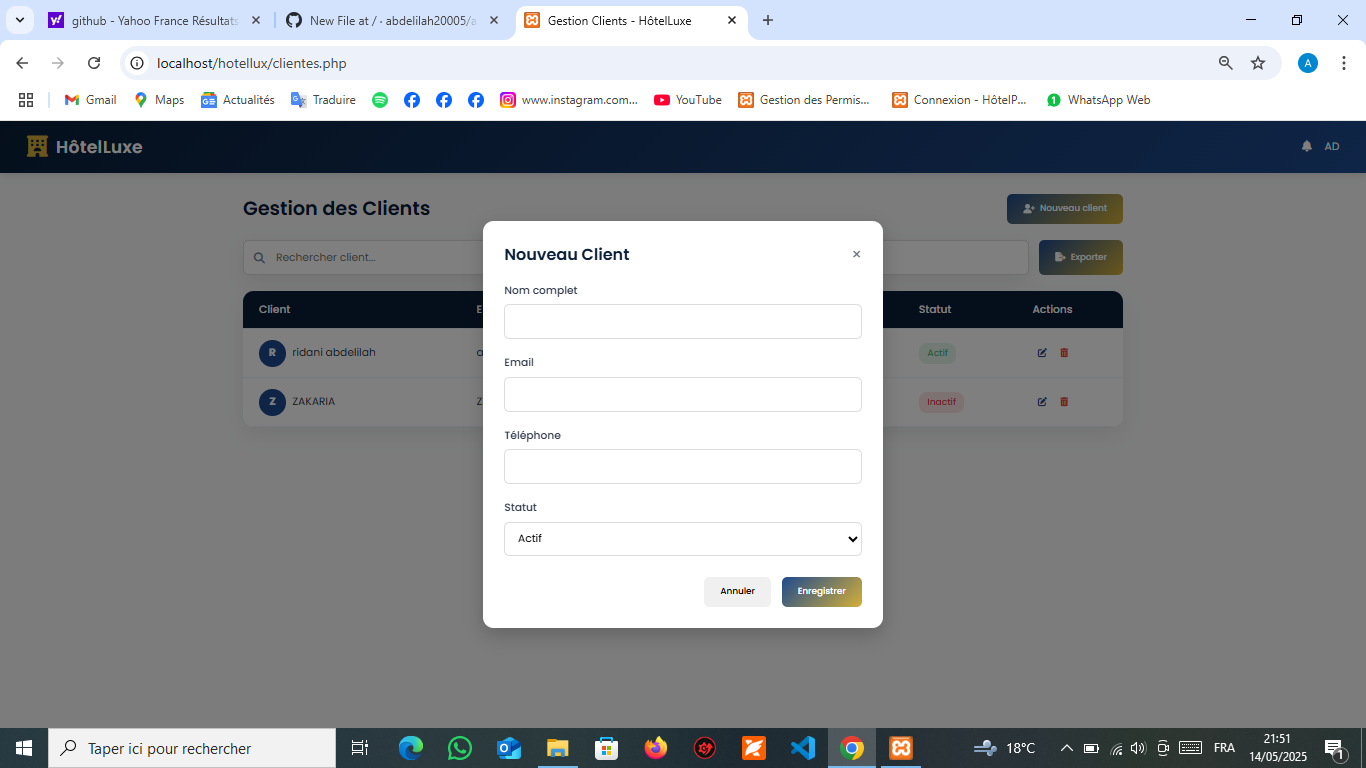 github - Yahoo France Résultats
New File at / · abdelilah20005/a
Gestion Clients - HôtelLuxe
localhost/hotellux/clientes.php
A
Gmail
Maps
Actualités
Traduire
www.instagram.com...
YouTube
Gestion des Permis...
Connexion - HôtelP...
1
WhatsApp Web
HôtelLuxe
AD
Gestion des Clients
Nouveau client
Rechercher client...
Exporter
Client
Statut
Actions
R
ridani abdelilah
Actif
Z
ZAKARIA
Z
Inactif
Nouveau Client
×
Nom complet
Email
Téléphone
Statut
Actif
Annuler
Enregistrer
Taper ici pour rechercher
18°C
FRA
21:51
14/05/2025
1